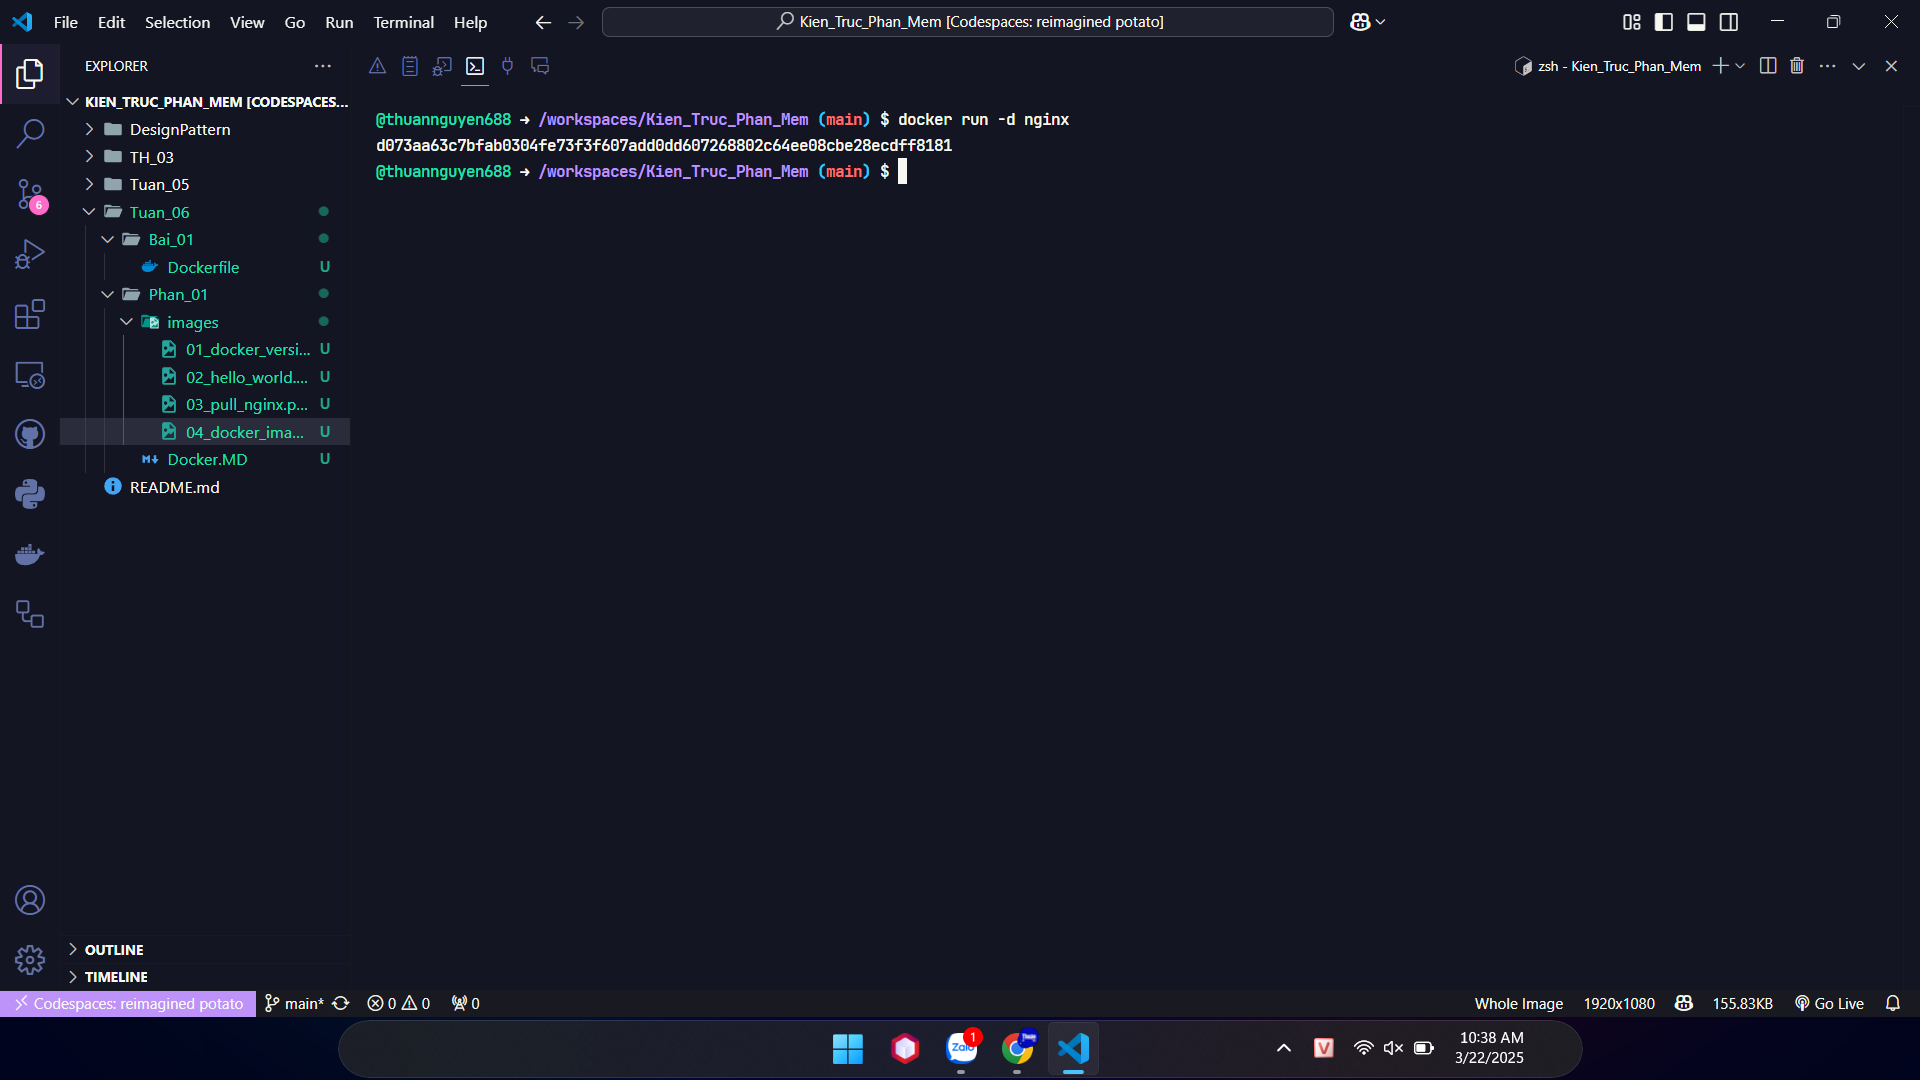 File Edit Selection View Go Run Terminal Help
Kien_Truc_Phan_Mem [Codespaces: reimagined potato]
EXPLORER
zsh - Kien_Truc_Phan_Mem
KIEN_TRUC_PHAN_MEM [CODESPACES...
DesignPattern
TH_03
Tuan_05
Tuan_06
Bai_01
Dockerfile U
Phan_01
images
01_docker_versi... U
02_hello_world.... U
03_pull_nginx.p... U
04_docker_ima... U
Docker.MD U
README.md
6
@thuannguyen688 → /workspaces/Kien_Truc_Phan_Mem (main) $ docker run -d nginx
d073aa63c7bfab0304fe73f3f607add0dd607268802c64ee08cbe28ecdff8181
@thuannguyen688 → /workspaces/Kien_Truc_Phan_Mem (main) $
OUTLINE
TIMELINE
Codespaces: reimagined potato main* 0 0 0
Whole Image 1920x1080 155.83KB Go Live
Zalo 1
V
10:38 AM
3/22/2025